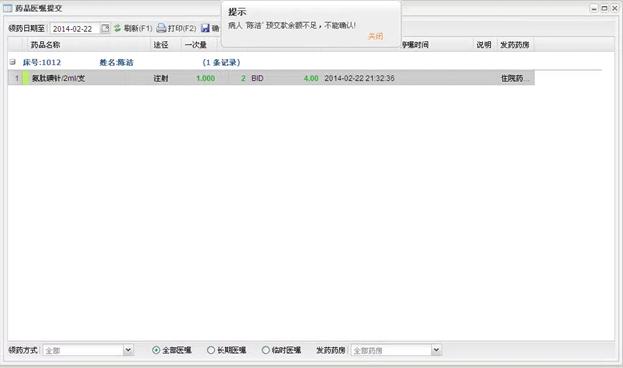 药品医嘱提交
提示
病人 '陈洁' 预交款余额不足，不能确认!
关闭
领药日期至 2014-02-22 刷新(F1) 打印(F2) 确
药品名称 途径 一次量 停嘱时间 说明 发药药房
床号:1012 姓名:陈洁 (1 条记录)
1 氨肽碘针/2ml/支 注射 1.000 2 BID 4.00 2014-02-22 21:32:36 住院药...
领药方式 全部 全部医嘱 长期医嘱 临时医嘱 发药药房 全部药房